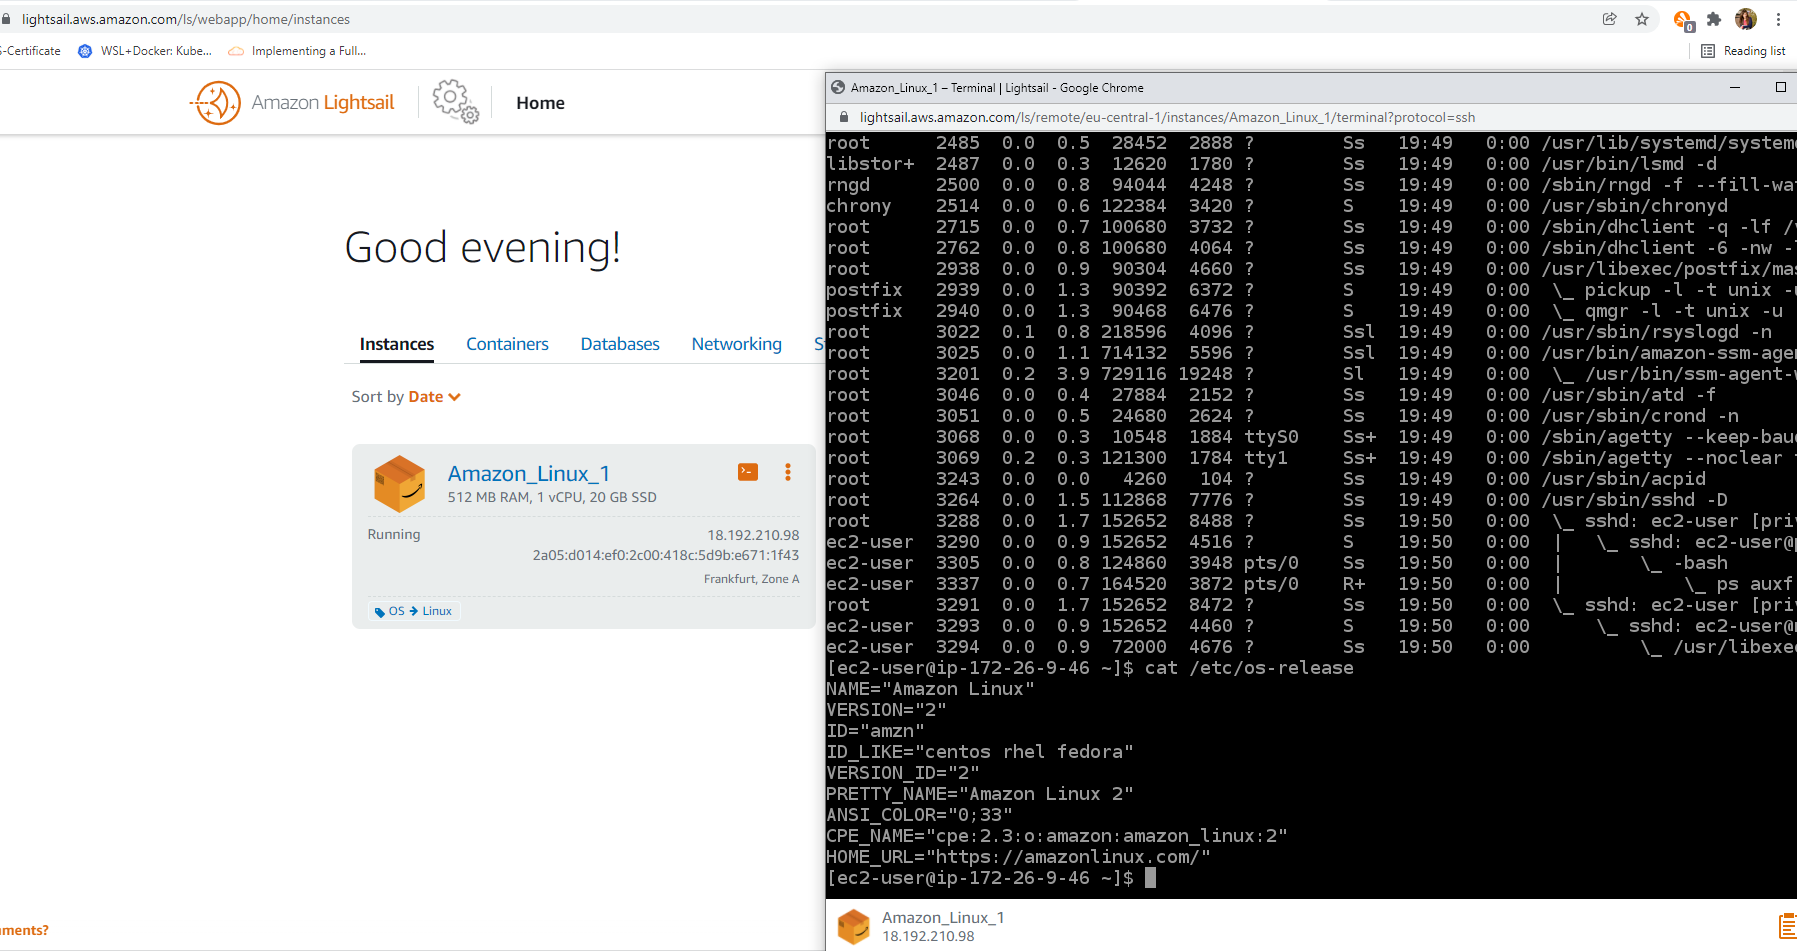 lightsail.aws.amazon.com/ls/webapp/home/instances
0
-Certificate
WSL+Docker: Kube...
Implementing a Full...
Reading list
Amazon Lightsail
Home
Good evening!
Instances
Containers
Databases
Networking
S
Sort by Date
Amazon_Linux_1
512 MB RAM, 1 vCPU, 20 GB SSD
Running
18.192.210.98
2a05:d014:ef0:2c00:418c:5d9b:e671:1f43
Frankfurt, Zone A
OS → Linux
ments?
Amazon_Linux_1 – Terminal | Lightsail - Google Chrome
lightsail.aws.amazon.com/ls/remote/eu-central-1/instances/Amazon_Linux_1/terminal?protocol=ssh
root 2485 0.0 0.5 28452 2888 ? Ss 19:49 0:00 /usr/lib/systemd/system
libstor+ 2487 0.0 0.3 12620 1780 ? Ss 19:49 0:00 /usr/bin/lsmd -d
rngd 2500 0.0 0.8 94044 4248 ? Ss 19:49 0:00 /sbin/rngd -f --fill-wa
chrony 2514 0.0 0.6 122384 3420 ? S 19:49 0:00 /usr/sbin/chronyd
root 2715 0.0 0.7 100680 3732 ? Ss 19:49 0:00 /sbin/dhclient -q -lf /
root 2762 0.0 0.8 100680 4064 ? Ss 19:49 0:00 /sbin/dhclient -6 -nw -
root 2938 0.0 0.9 90304 4660 ? Ss 19:49 0:00 /usr/libexec/postfix/ma
postfix 2939 0.0 1.3 90392 6372 ? S 19:49 0:00 \_ pickup -l -t unix -
postfix 2940 0.0 1.3 90468 6476 ? S 19:49 0:00 \_ qmgr -l -t unix -u
root 3022 0.1 0.8 218596 4096 ? Ssl 19:49 0:00 /usr/sbin/rsyslogd -n
root 3025 0.0 1.1 714132 5596 ? Ssl 19:49 0:00 /usr/bin/amazon-ssm-age
root 3201 0.2 3.9 729116 19248 ? Sl 19:49 0:00 \_ /usr/bin/ssm-agent-
root 3046 0.0 0.4 27884 2152 ? Ss 19:49 0:00 /usr/sbin/atd -f
root 3051 0.0 0.5 24680 2624 ? Ss 19:49 0:00 /usr/sbin/crond -n
root 3068 0.0 0.3 10548 1884 ttyS0 Ss+ 19:49 0:00 /sbin/agetty --keep-bau
root 3069 0.2 0.3 121300 1784 tty1 Ss+ 19:49 0:00 /sbin/agetty --noclear
root 3243 0.0 0.0 4260 104 ? Ss 19:49 0:00 /usr/sbin/acpid
root 3264 0.0 1.5 112868 7776 ? Ss 19:49 0:00 /usr/sbin/sshd -D
root 3288 0.0 1.7 152652 8488 ? Ss 19:50 0:00 \_ sshd: ec2-user [pri
ec2-user 3290 0.0 0.9 152652 4516 ? S 19:50 0:00 | \_ sshd: ec2-user@
ec2-user 3305 0.0 0.8 124860 3948 pts/0 Ss 19:50 0:00 | \_ -bash
ec2-user 3337 0.0 0.7 164520 3872 pts/0 R+ 19:50 0:00 | \_ ps auxf
root 3291 0.0 1.7 152652 8472 ? Ss 19:50 0:00 \_ sshd: ec2-user [pri
ec2-user 3293 0.0 0.9 152652 4460 ? S 19:50 0:00 \_ sshd: ec2-user@
ec2-user 3294 0.0 0.9 72000 4676 ? Ss 19:50 0:00 \_ /usr/libexe
[ec2-user@ip-172-26-9-46 ~]$ cat /etc/os-release
NAME="Amazon Linux"
VERSION="2"
ID="amzn"
ID_LIKE="centos rhel fedora"
VERSION_ID="2"
PRETTY_NAME="Amazon Linux 2"
ANSI_COLOR="0;33"
CPE_NAME="cpe:2.3:o:amazon:amazon_linux:2"
HOME_URL="https://amazonlinux.com/"
[ec2-user@ip-172-26-9-46 ~]$
Amazon_Linux_1
18.192.210.98